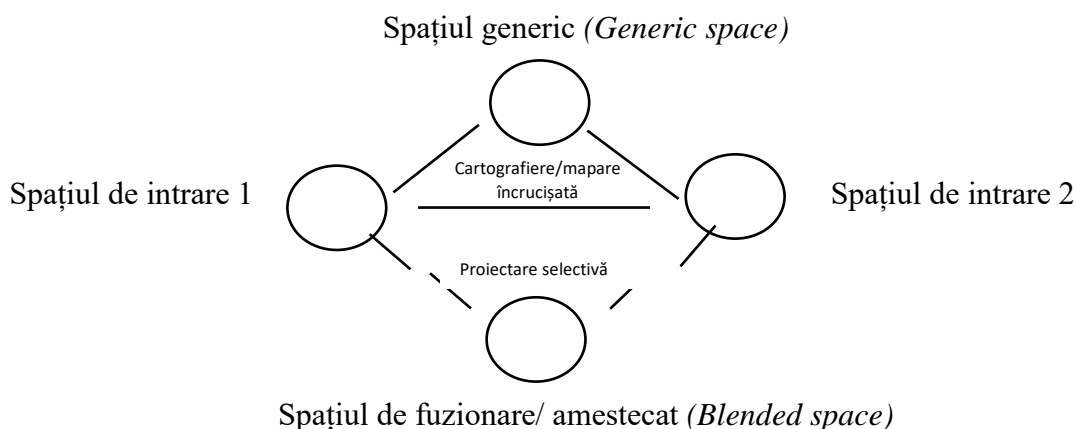 Spațiul generic (Generic space)
Cartografiere/mapare
încrucișată
Spațiul de intrare 1
Spațiul de intrare 2
Proiectare selectivă
Spațiul de fuzionare/ amestecat (Blended space)